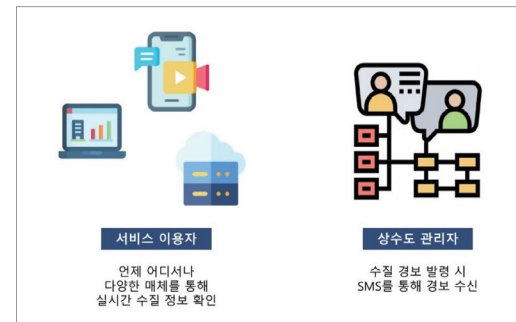 서비스 이용자
언제 어디서나
다양한 매체를 통해
실시간 수질 정보 확인
상수도 관리자
수질 경보 발령 시
SMS를 통해 경보 수신